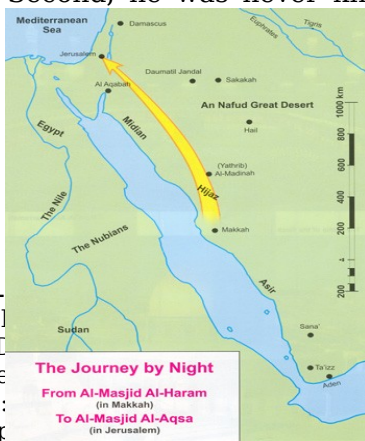 Mediterranean
Sea
Damascus
Euphrates
Tigris
Jerusalem
Daumatil Jandal
Sakakah
Al Aqabah
An Nafud Great Desert
Hail
Midian
Egypt
(Yathrib)
Al-Madinah
Hijaz
The Nile
The Nubians
Makkah
Asir
Sudan
Sana'
Ta'izz
Aden
1000 km
800
600
400
200
200
The Journey by Night
From Al-Masjid Al-Haram
(in Makkah)
To Al-Masjid Al-Aqsa
(in Jerusalem)